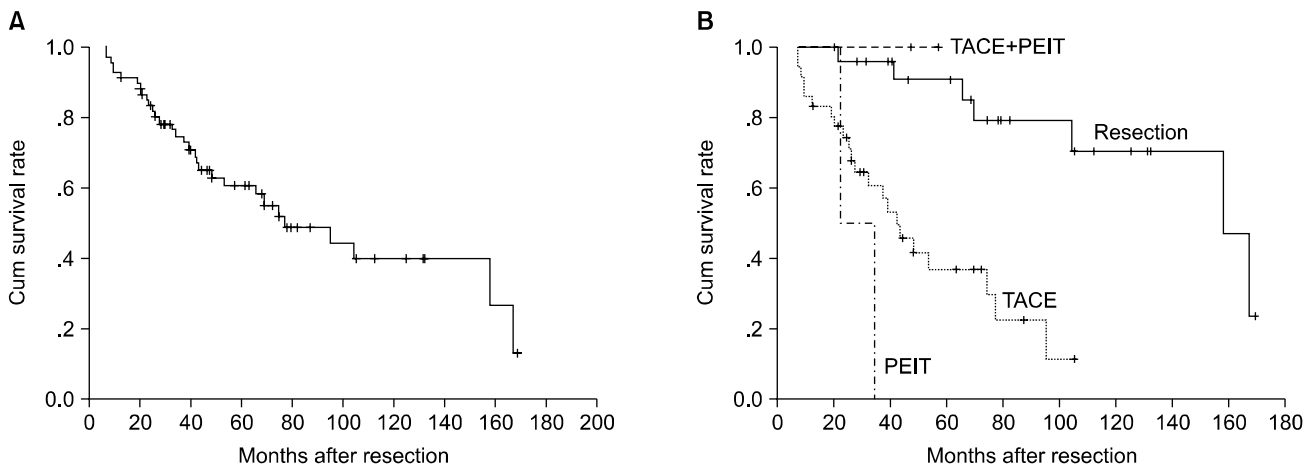 A
1.0
.8
.6
.4
.2
0.0
Cum survival rate
0 20 40 60 80 100 120 140 160 180 200
Months after resection
B
1.0
.8
.6
.4
.2
0.0
Cum survival rate
TACE+PEIT
Resection
TACE
PEIT
0 20 40 60 80 100 120 140 160 180
Months after resection